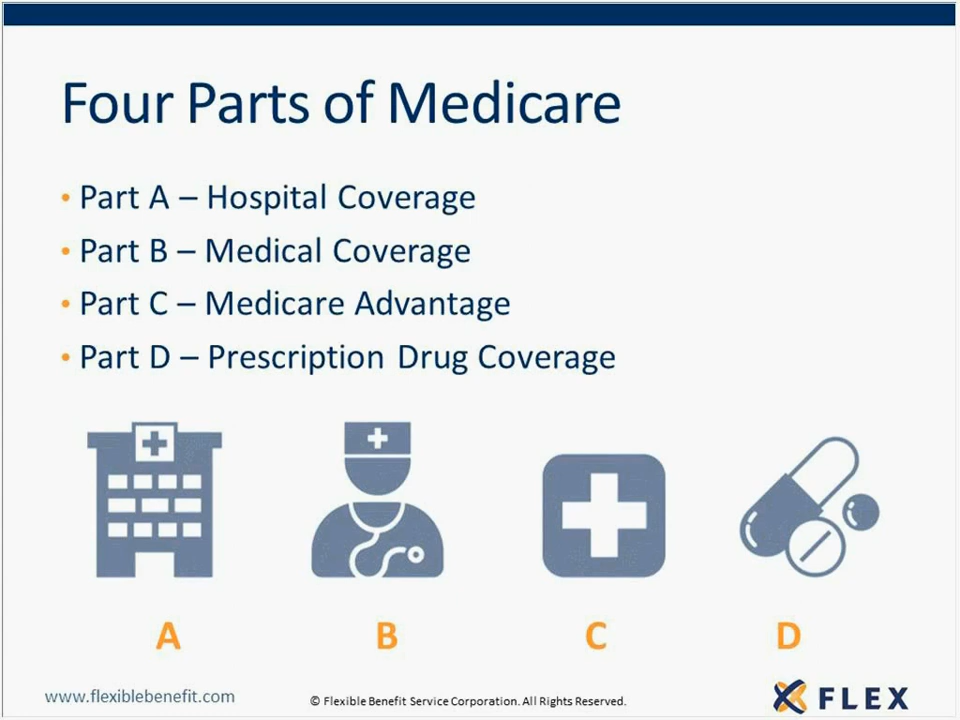 Four Parts of Medicare
• Part A – Hospital Coverage
• Part B – Medical Coverage
• Part C – Medicare Advantage
• Part D – Prescription Drug Coverage
A B C D
www.flexiblebenefit.com
© Flexible Benefit Service Corporation. All Rights Reserved.
FLEX